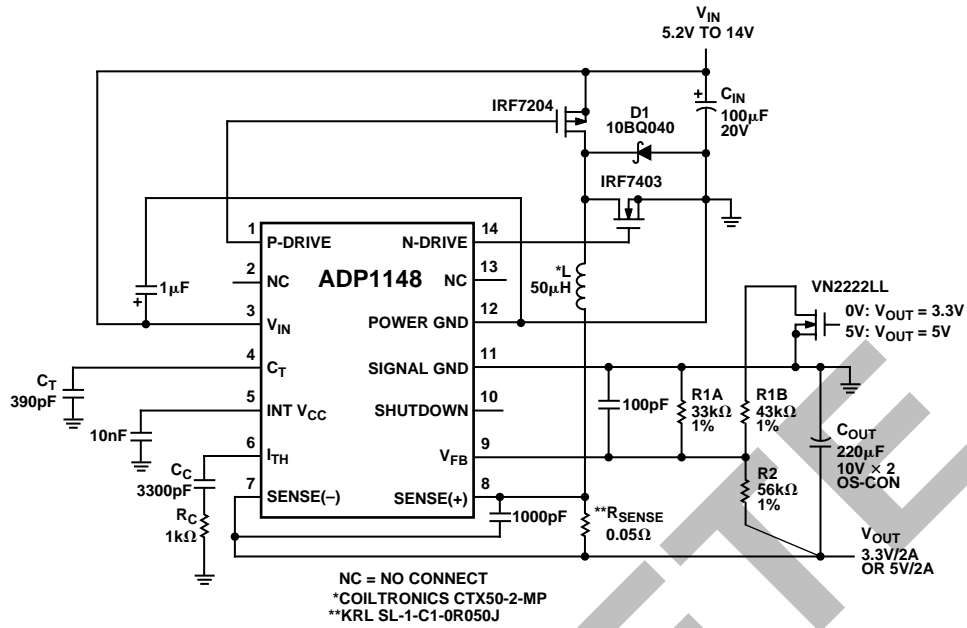 V_IN
5.2V TO 14V
IRF7204
D1
10BQ040
+
C_IN
100μF
20V
IRF7403
1
P-DRIVE
N-DRIVE
14
2
NC
ADP1148
NC
13
1μF
+
3
V_IN
POWER GND
12
*L
50μH
VN2222LL
0V: V_OUT = 3.3V
5V: V_OUT = 5V
C_T
390pF
4
C_T
SIGNAL GND
11
10nF
5
INT V_CC
SHUTDOWN
10
100pF
R1A
33kΩ
1%
R1B
43kΩ
1%
C_C
3300pF
6
I_TH
V_FB
9
R2
56kΩ
1%
C_OUT
220μF
10V × 2
OS-CON
R_C
1kΩ
7
SENSE(–)
SENSE(+)
8
1000pF
**R_SENSE
0.05Ω
V_OUT
3.3V/2A
OR 5V/2A
NC = NO CONNECT
*COILTRONICS CTX50-2-MP
**KRL SL-1-C1-0R050J